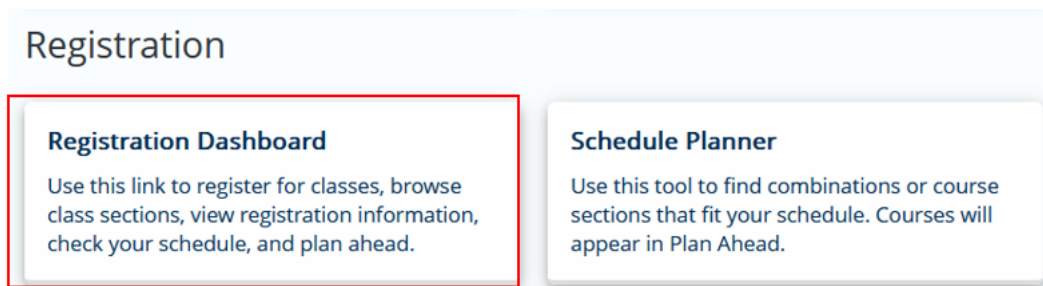 Registration
Registration Dashboard
Use this link to register for classes, browse
class sections, view registration information,
check your schedule, and plan ahead.
Schedule Planner
Use this tool to find combinations or course
sections that fit your schedule. Courses will
appear in Plan Ahead.